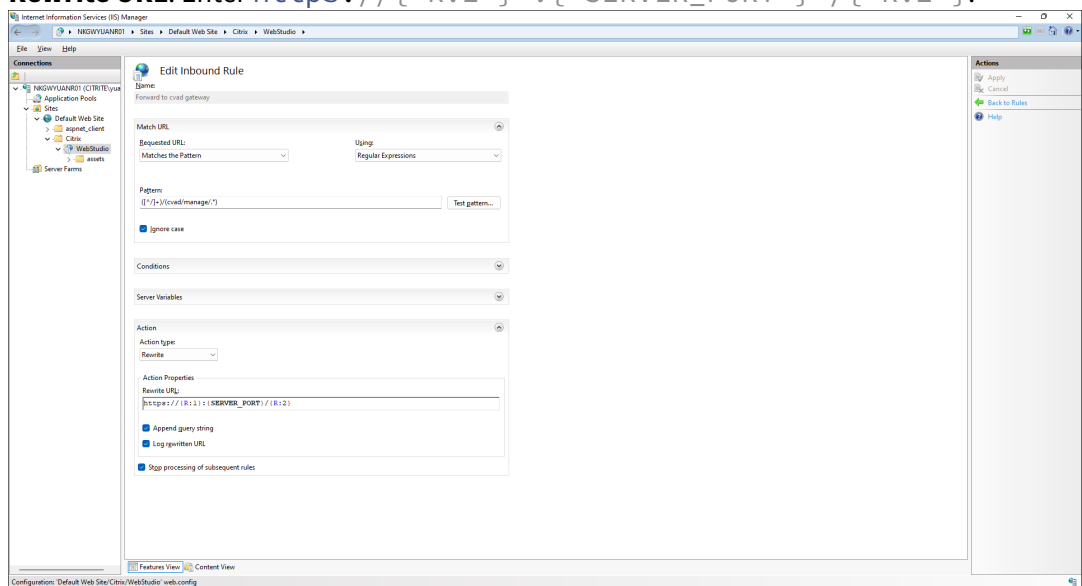 Internet Information Services (IIS) Manager
NKGWYUANR01 ▸ Sites ▸ Default Web Site ▸ Citrix ▸ WebStudio ▸
File View Help
Connections
NKGWYUANR01 (CITRITE\yua
Application Pools
Sites
Default Web Site
aspnet_client
Citrix
WebStudio
assets
Server Farms
Edit Inbound Rule
Name:
Forward to cvad gateway
Match URL
Requested URL: Using:
Matches the Pattern Regular Expressions
Pattern:
([^/]+)/(cvad/manage/.*) Test pattern...
Ignore case
Conditions
Server Variables
Action
Action type:
Rewrite
Action Properties
Rewrite URL:
https://{R:1}:{SERVER_PORT}/{R:2}
Append query string
Log rewritten URL
Stop processing of subsequent rules
Features View Content View
Configuration: 'Default Web Site/Citrix/WebStudio' web.config
Actions
Apply
Cancel
Back to Rules
Help